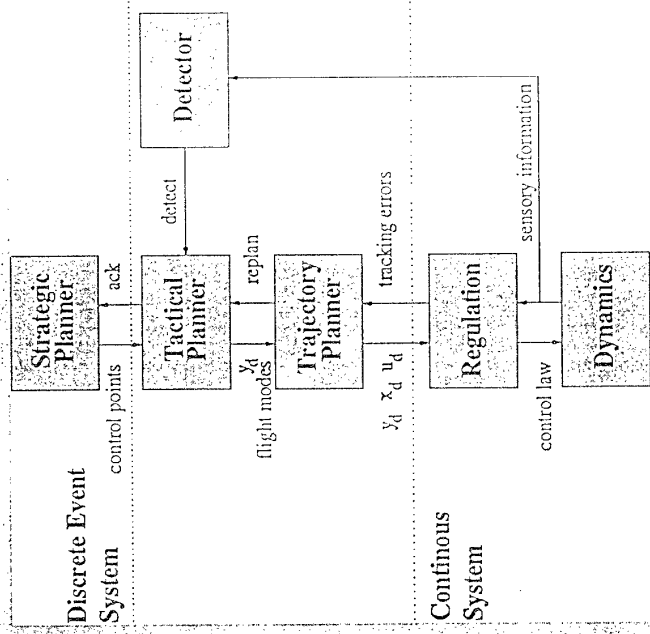 Discrete Event
System
Strategic
Planner
control points
ack
Tactical
Planner
detect
Detector
y_d
flight modes
replan
Trajectory
Planner
y_d x_d u_d
tracking errors
Continous
System
Regulation
control law
sensory information
Dynamics